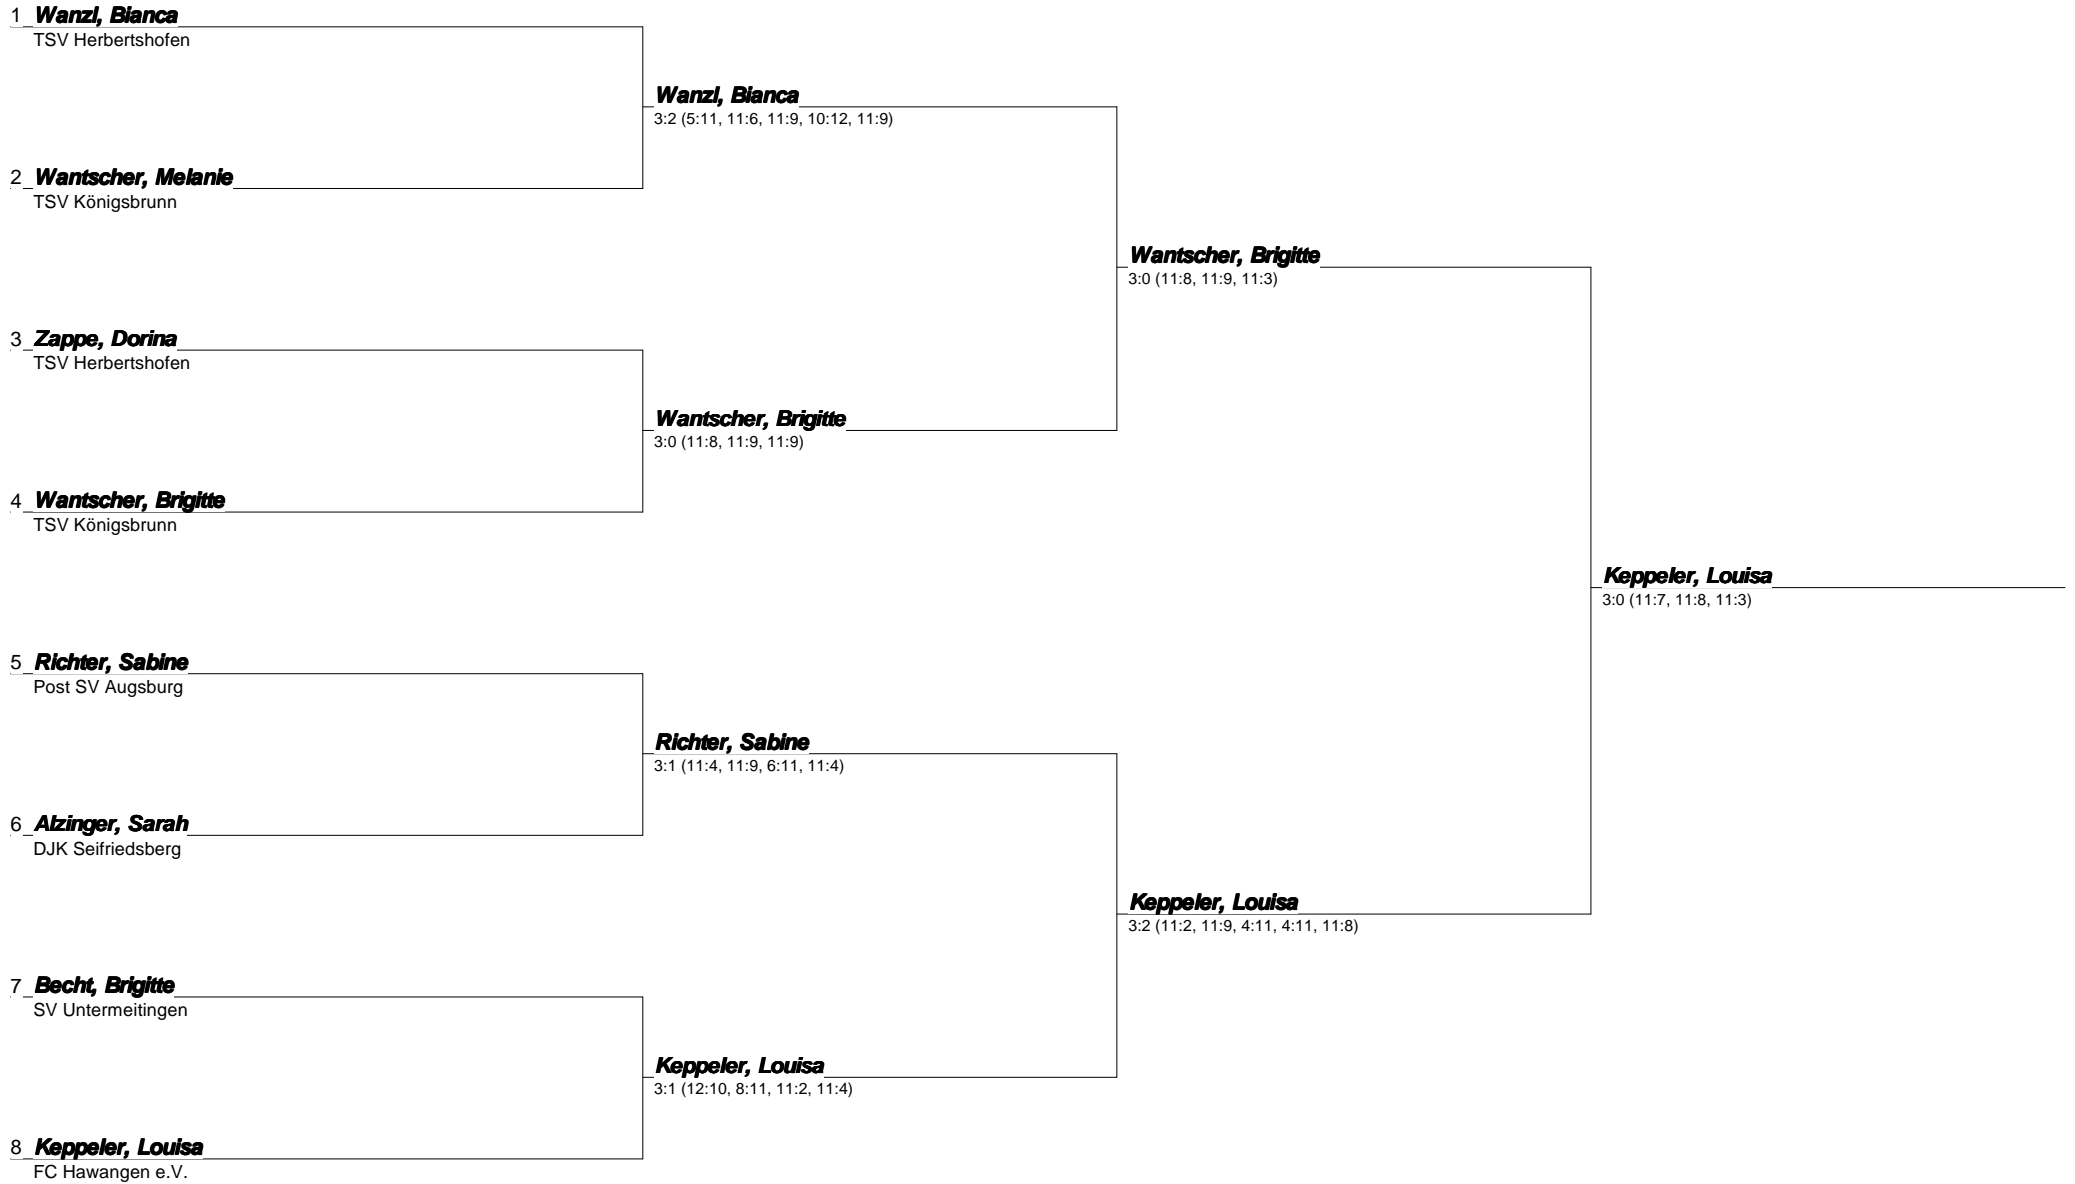 1 Wanzl, Bianca
TSV Herbertshofen
Wanzl, Bianca
3:2 (5:11, 11:6, 11:9, 10:12, 11:9)
2 Wantscher, Melanie
TSV Königsbrunn
Wantscher, Brigitte
3:0 (11:8, 11:9, 11:3)
3 Zappe, Dorina
TSV Herbertshofen
Wantscher, Brigitte
3:0 (11:8, 11:9, 11:9)
4 Wantscher, Brigitte
TSV Königsbrunn
Keppeler, Louisa
3:0 (11:7, 11:8, 11:3)
5 Richter, Sabine
Post SV Augsburg
Richter, Sabine
3:1 (11:4, 11:9, 6:11, 11:4)
6 Alzinger, Sarah
DJK Seifriedsberg
Keppeler, Louisa
3:2 (11:2, 11:9, 4:11, 4:11, 11:8)
7 Becht, Brigitte
SV Untermeitingen
Keppeler, Louisa
3:1 (12:10, 8:11, 11:2, 11:4)
8 Keppeler, Louisa
FC Hawangen e.V.